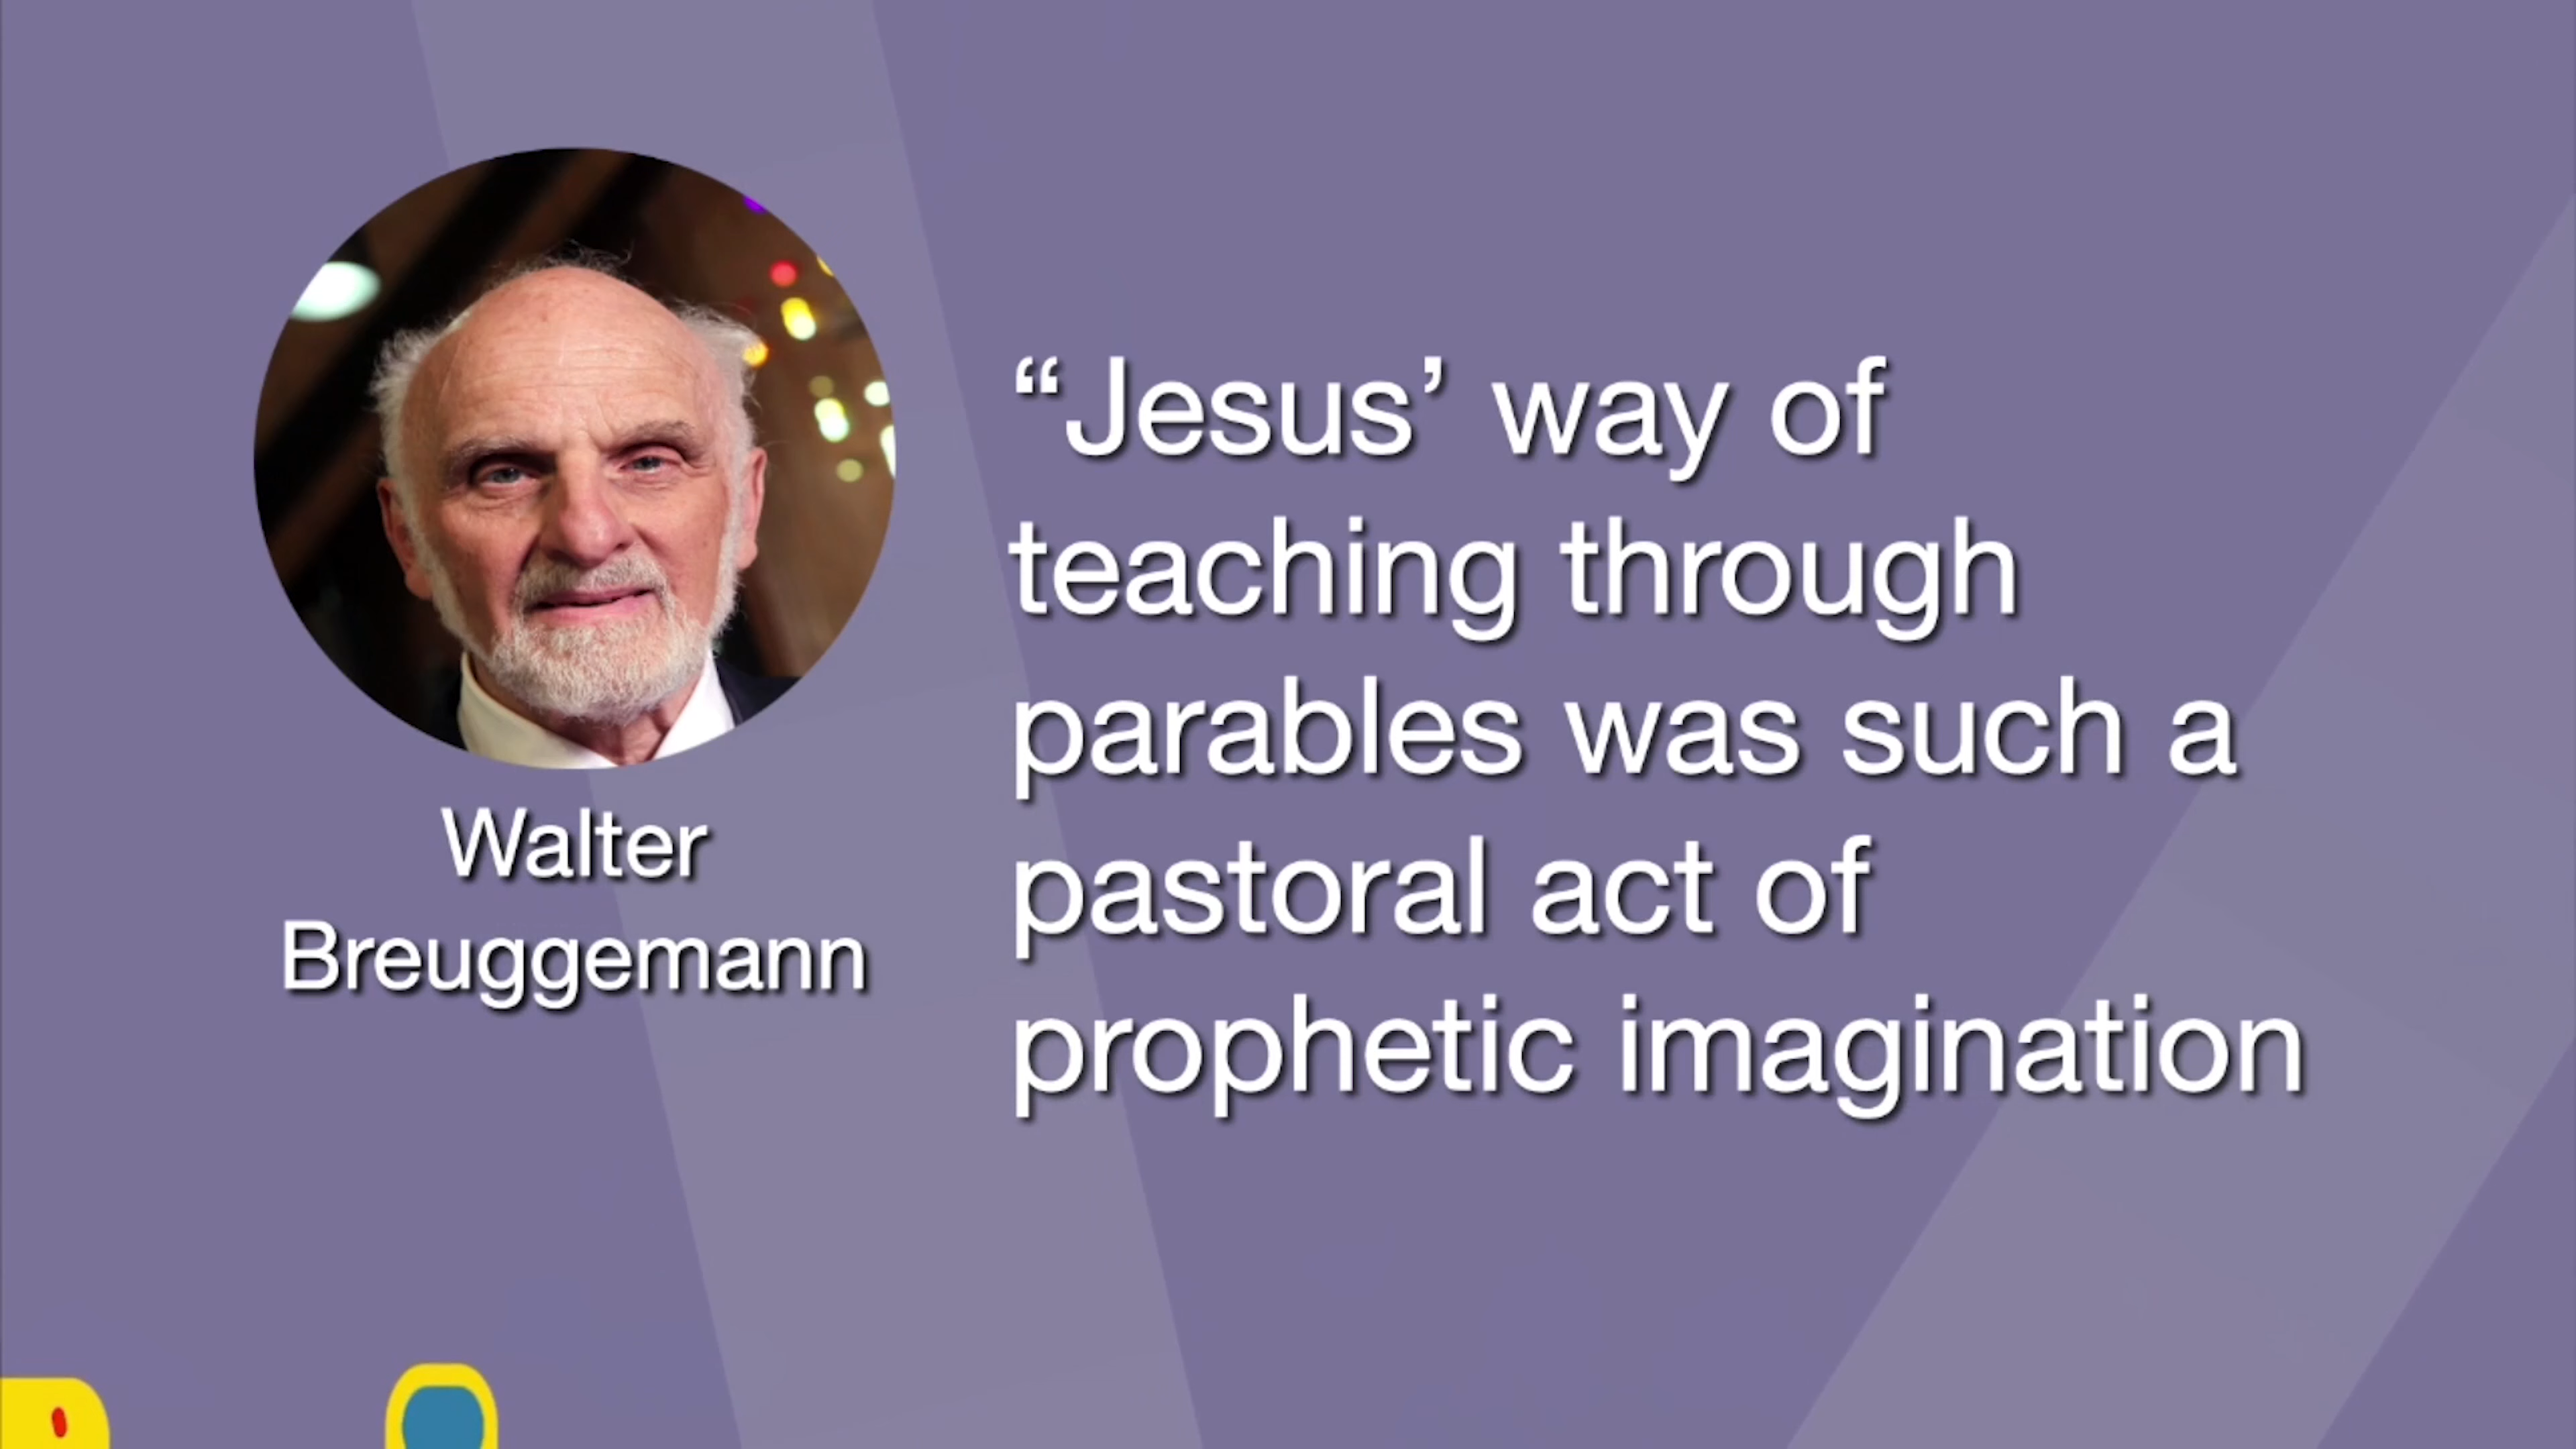 Walter
Breuggemann
“Jesus’ way of
teaching through
parables was such a
pastoral act of
prophetic imagination